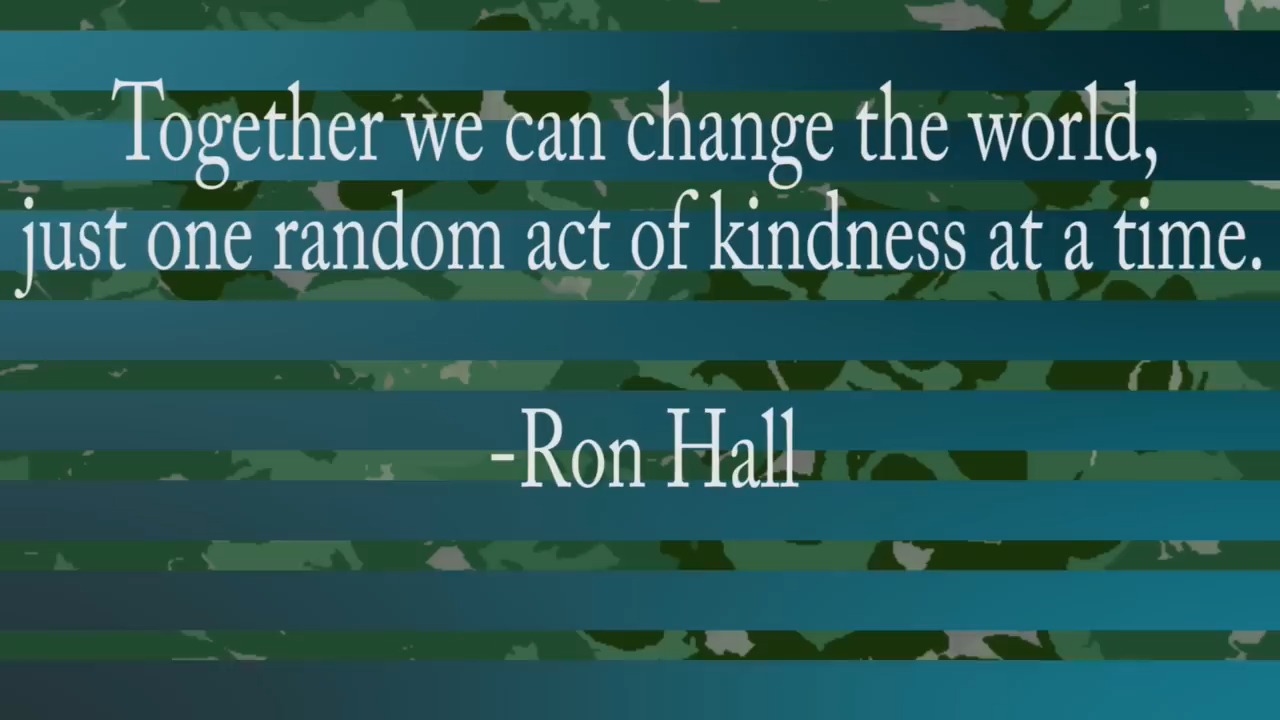 Together we can change the world,
just one random act of kindness at a time.
-Ron Hall